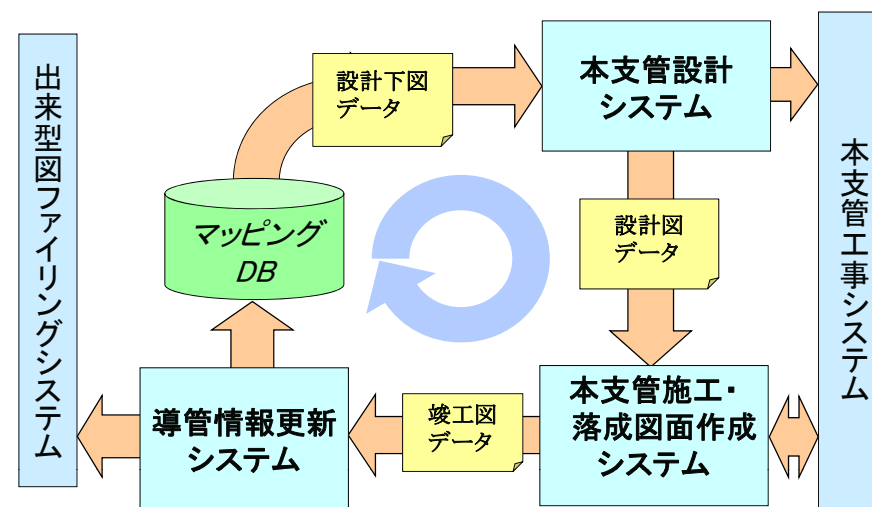 出来型図ファイリングシステム
設計下図
データ
本支管設計
システム
本支管工事システム
マッピング
DB
設計図
データ
導管情報更新
システム
竣工図
データ
本支管施工・
落成図面作成
システム